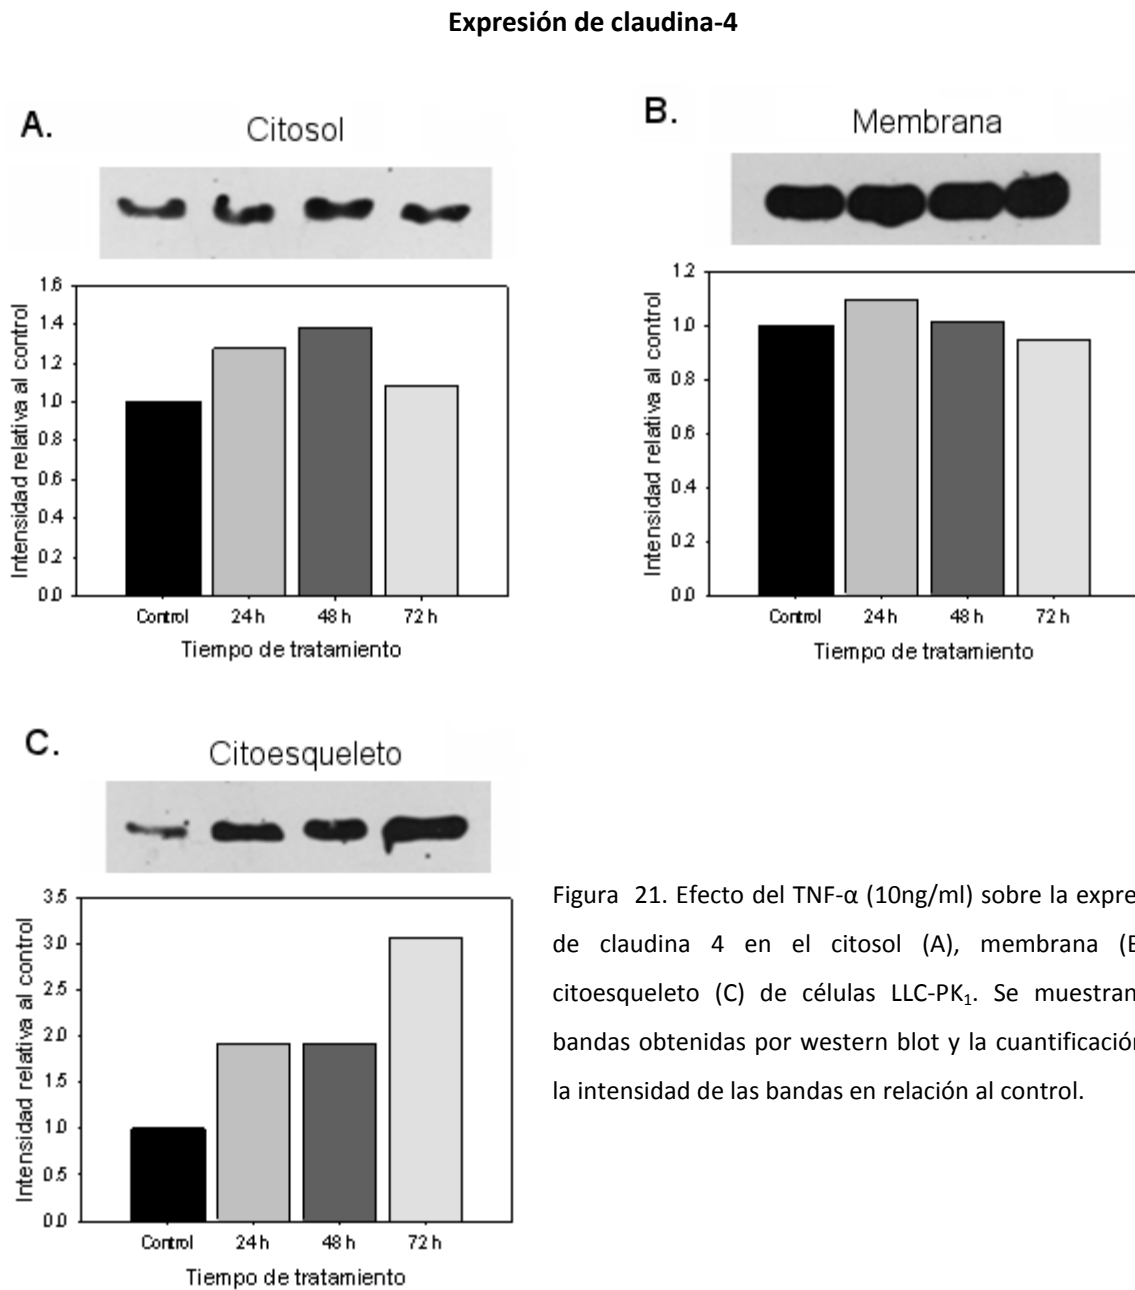 Expresión de claudina-4
A.
Citosol
Intensidad relativa al control
1.6
1.4
1.2
1.0
0.8
0.6
0.4
0.2
0.0
Control 24 h 48 h 72 h
Tiempo de tratamiento
B.
Membrana
Intensidad relativa al control
1.2
1.0
0.8
0.6
0.4
0.2
0.0
Control 24 h 48 h 72 h
Tiempo de tratamiento
C.
Citoesqueleto
Intensidad relativa al control
3.5
3.0
2.5
2.0
1.5
1.0
0.5
0.0
Control 24 h 48 h 72 h
Tiempo de tratamiento
Figura 21. Efecto del TNF-α (10ng/ml) sobre la expre
de claudina 4 en el citosol (A), membrana (B
citoesqueleto (C) de células LLC-PK₁. Se muestran
bandas obtenidas por western blot y la cuantificación
la intensidad de las bandas en relación al control.